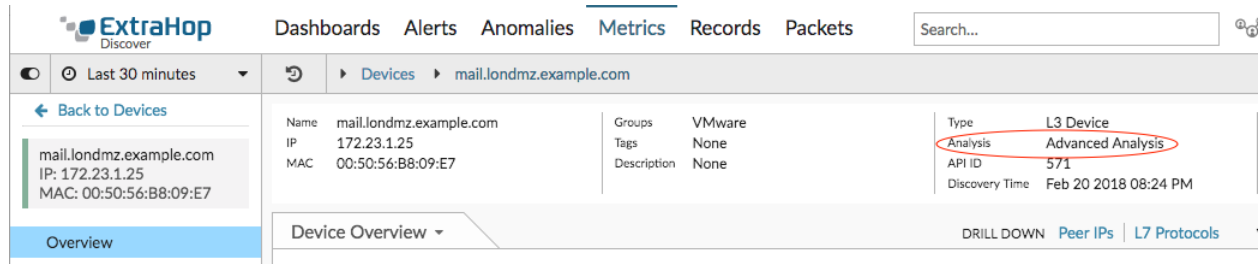 ExtraHop
Discover
Dashboards Alerts Anomalies Metrics Records Packets Search...
Last 30 minutes Devices mail.londmz.example.com
Back to Devices
mail.londmz.example.com
IP: 172.23.1.25
MAC: 00:50:56:B8:09:E7
Overview
Name mail.londmz.example.com
IP 172.23.1.25
MAC 00:50:56:B8:09:E7
Groups VMware
Tags None
Description None
Type L3 Device
Analysis Advanced Analysis
API ID 571
Discovery Time Feb 20 2018 08:24 PM
Device Overview
DRILL DOWN Peer IPs L7 Protocols